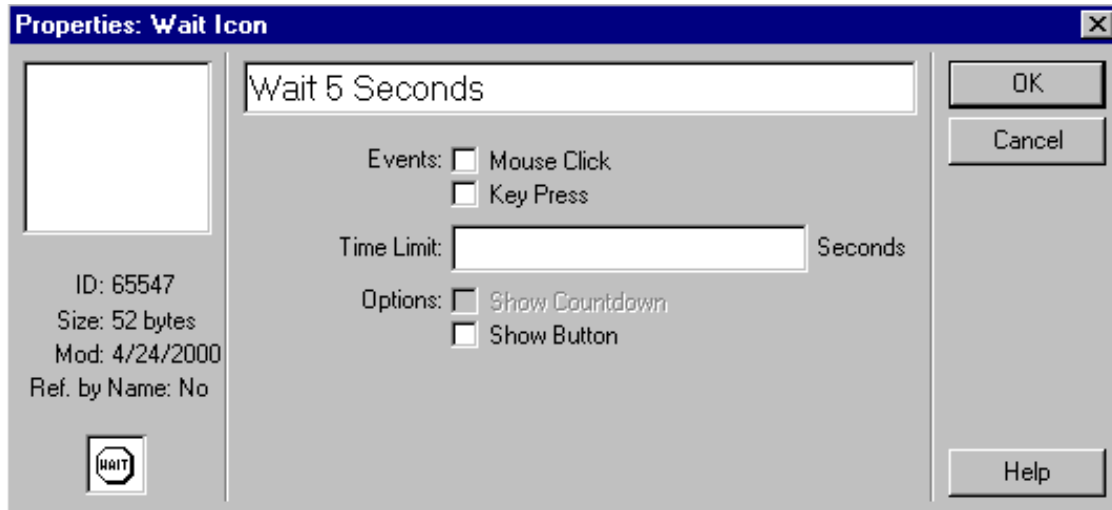 Properties: Wait Icon
Wait 5 Seconds
OK
Cancel
Events: Mouse Click
Key Press
Time Limit: Seconds
Options: Show Countdown
Show Button
ID: 65547
Size: 52 bytes
Mod: 4/24/2000
Ref. by Name: No
WAIT
Help